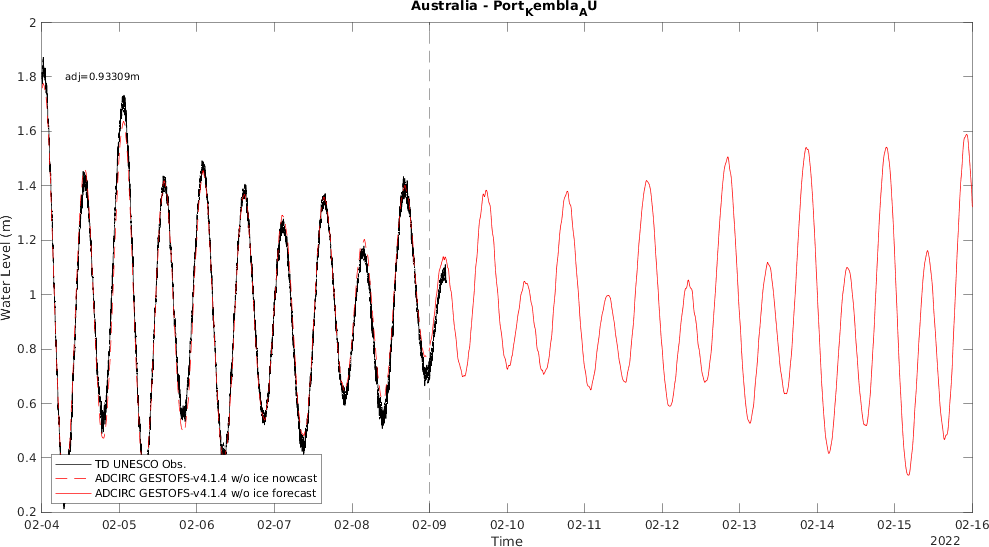 Australia - PortKemblaAU
adj=0.93309m
Water Level (m)
2
1.8
1.6
1.4
1.2
1
0.8
0.6
0.4
0.2
TD UNESCO Obs.
ADCIRC GESTOFS-v4.1.4 w/o ice nowcast
ADCIRC GESTOFS-v4.1.4 w/o ice forecast
02-04 02-05 02-06 02-07 02-08 02-09 02-10 02-11 02-12 02-13 02-14 02-15 02-16
Time
2022